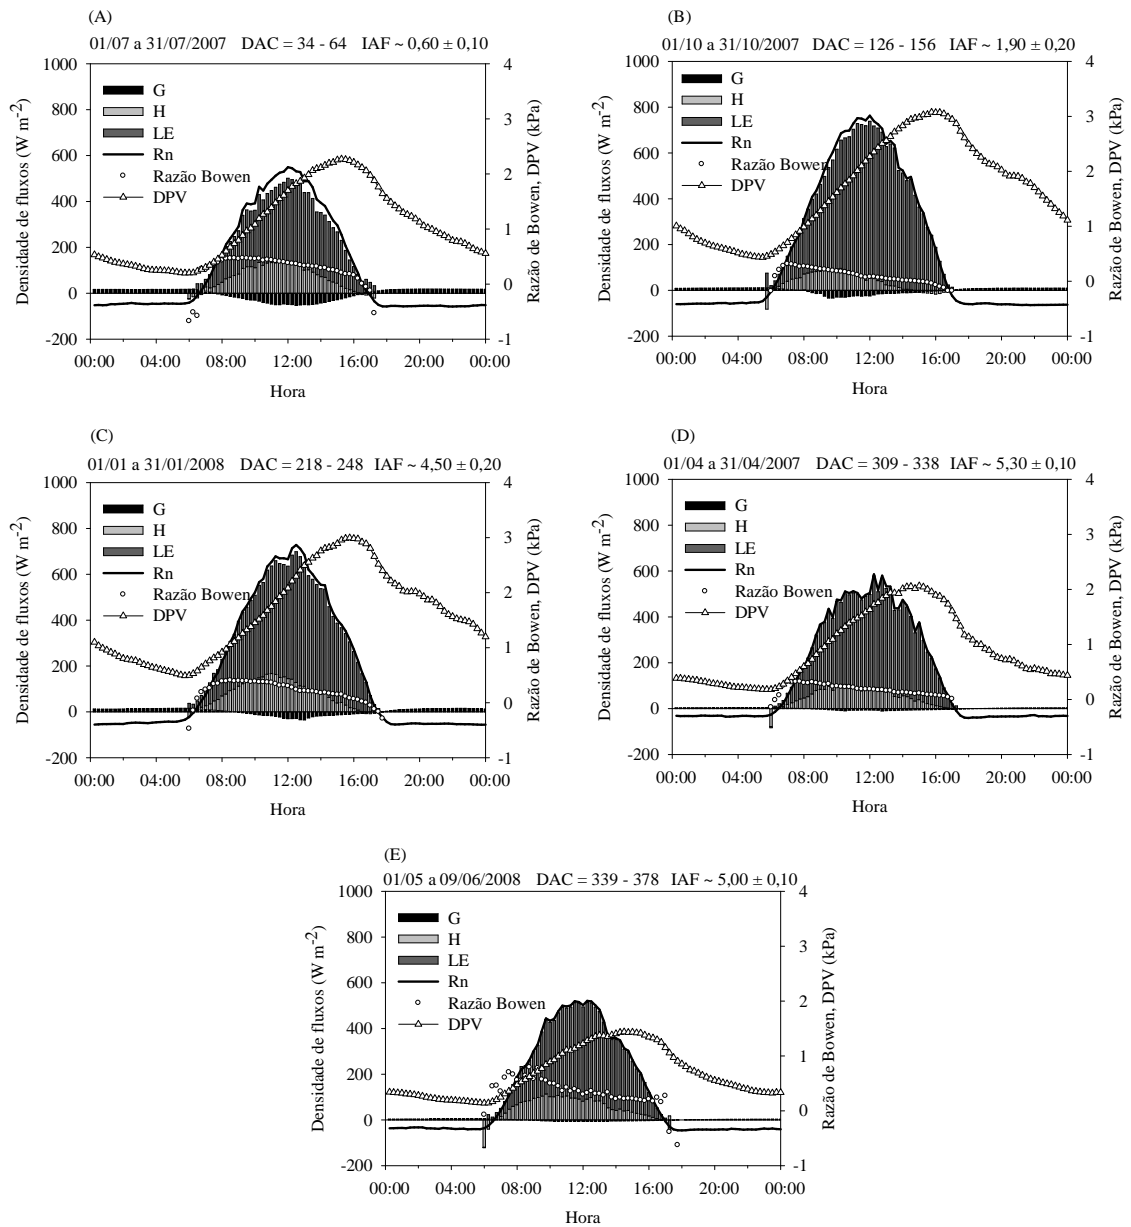 (A)
01/07 a 31/07/2007 DAC = 34 - 64 IAF ~ 0,60 ± 0,10
1000
800
600
400
200
0
-200
4
3
2
1
0
-1
G
H
LE
Rn
Razão Bowen
DPV
Densidade de fluxos (W m-2)
Razão de Bowen, DPV (kPa)
00:00 04:00 08:00 12:00 16:00 20:00 00:00
Hora
(B)
01/10 a 31/10/2007 DAC = 126 - 156 IAF ~ 1,90 ± 0,20
1000
800
600
400
200
0
-200
4
3
2
1
0
-1
G
H
LE
Rn
Razão Bowen
DPV
Densidade de fluxos (W m-2)
Razão de Bowen, DPV (kPa)
00:00 04:00 08:00 12:00 16:00 20:00 00:00
Hora
(C)
01/01 a 31/01/2008 DAC = 218 - 248 IAF ~ 4,50 ± 0,20
1000
800
600
400
200
0
-200
4
3
2
1
0
-1
G
H
LE
Rn
Razão Bowen
DPV
Densidade de fluxos (W m-2)
Razão de Bowen, DPV (kPa)
00:00 04:00 08:00 12:00 16:00 20:00 00:00
Hora
(D)
01/04 a 31/04/2007 DAC = 309 - 338 IAF ~ 5,30 ± 0,10
1000
800
600
400
200
0
-200
4
3
2
1
0
-1
G
H
LE
Rn
Razão Bowen
DPV
Densidade de fluxos (W m-2)
Razão de Bowen, DPV (kPa)
00:00 04:00 08:00 12:00 16:00 20:00 00:00
Hora
(E)
01/05 a 09/06/2008 DAC = 339 - 378 IAF ~ 5,00 ± 0,10
1000
800
600
400
200
0
-200
4
3
2
1
0
-1
G
H
LE
Rn
Razão Bowen
DPV
Densidade de fluxos (W m-2)
Razão de Bowen, DPV (kPa)
00:00 04:00 08:00 12:00 16:00 20:00 00:00
Hora